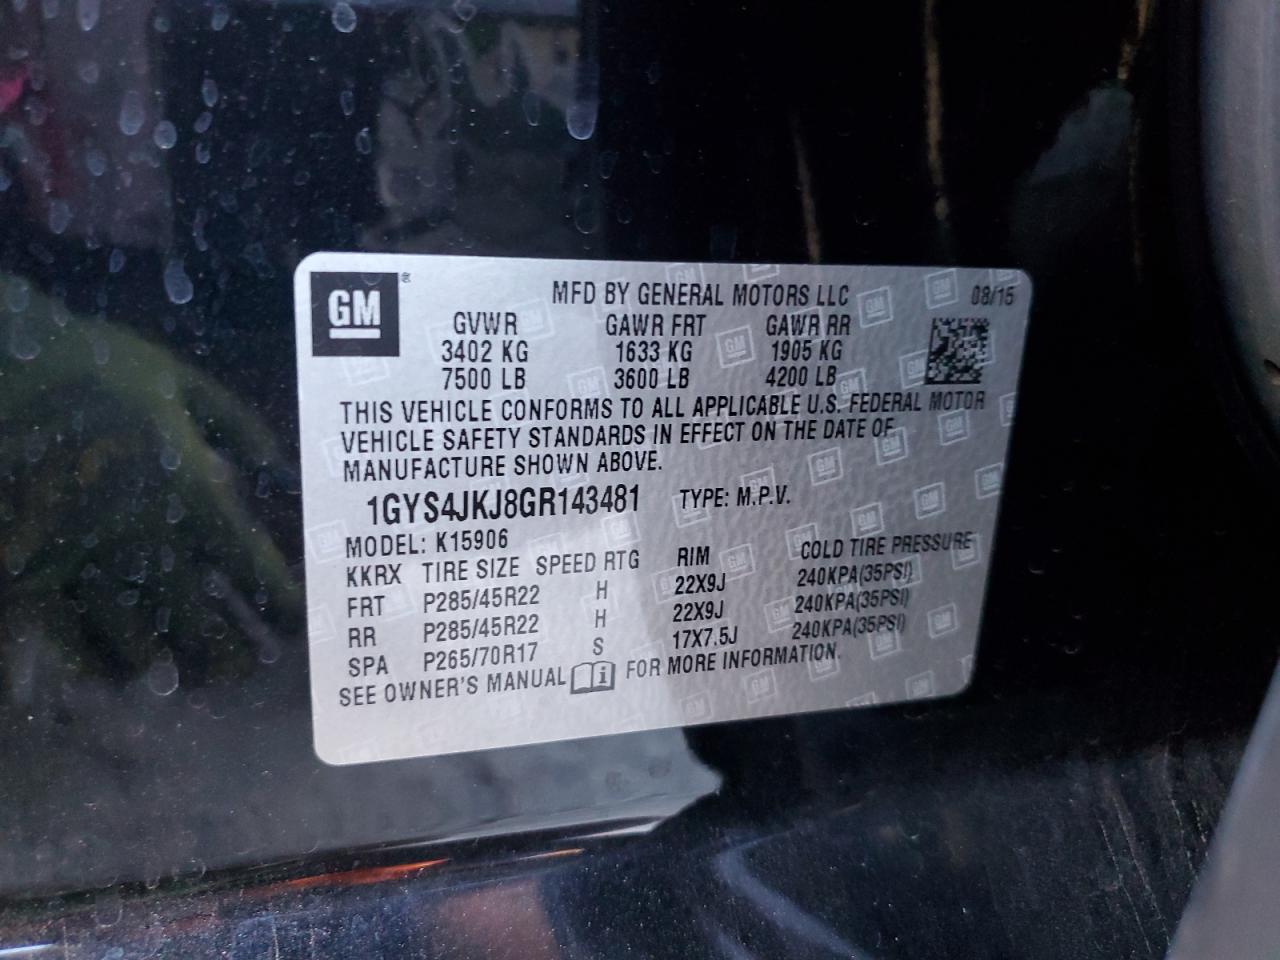 GM ®
MFD BY GENERAL MOTORS LLC 08/15
GVWR GAWR FRT GAWR RR
3402 KG 1633 KG 1905 KG
7500 LB 3600 LB 4200 LB
THIS VEHICLE CONFORMS TO ALL APPLICABLE U.S. FEDERAL MOTOR
VEHICLE SAFETY STANDARDS IN EFFECT ON THE DATE OF
MANUFACTURE SHOWN ABOVE.
1GYS4JKJ8GR143481 TYPE: M.P.V.
MODEL: K15906
KKRX TIRE SIZE SPEED RTG RIM COLD TIRE PRESSURE
FRT P285/45R22 H 22X9J 240KPA(35PSI)
RR P285/45R22 H 22X9J 240KPA(35PSI)
SPA P265/70R17 S 17X7.5J 240KPA(35PSI)
SEE OWNER'S MANUAL i FOR MORE INFORMATION.